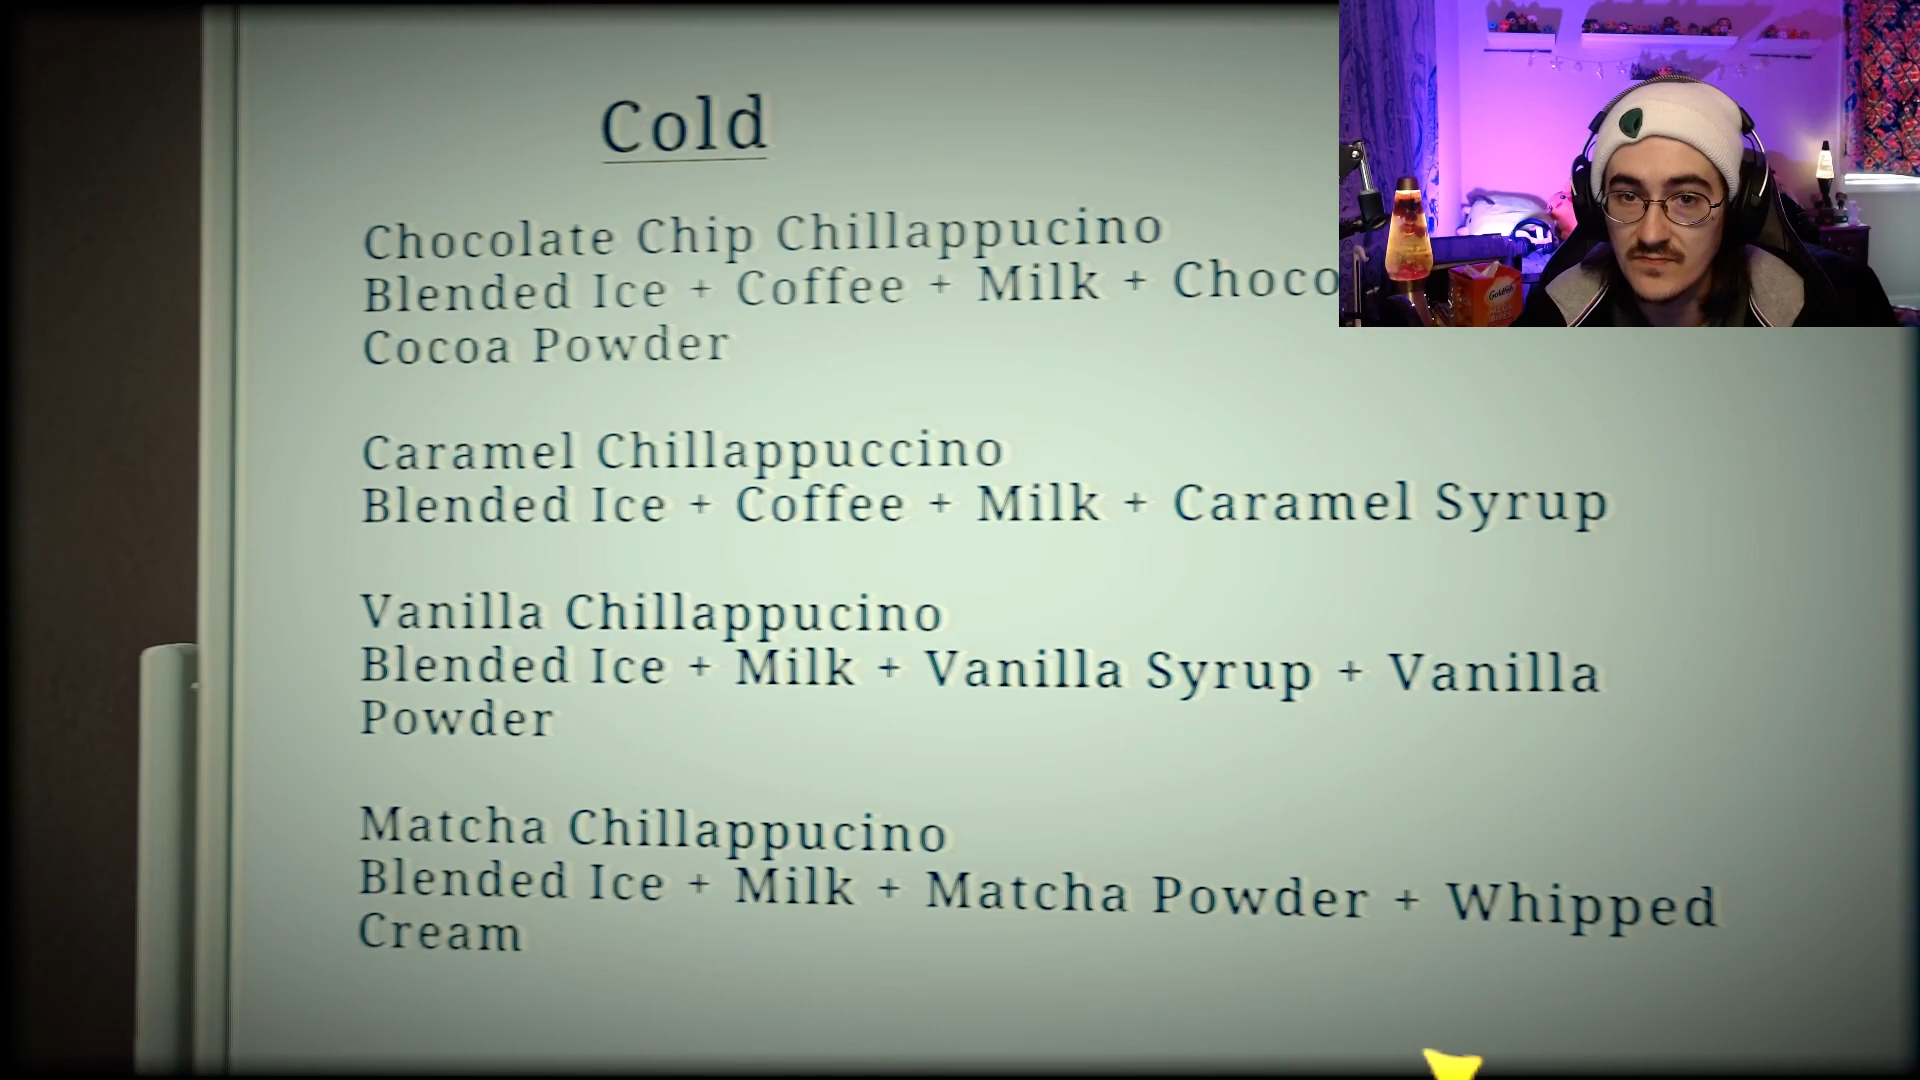 Cold
Chocolate Chip Chillappucino
Blended Ice + Coffee + Milk + Choco
Cocoa Powder
Caramel Chillappuccino
Blended Ice + Coffee + Milk + Caramel Syrup
Vanilla Chillappucino
Blended Ice + Milk + Vanilla Syrup + Vanilla
Powder
Matcha Chillappucino
Blended Ice + Milk + Matcha Powder + Whipped
Cream
Goldfish